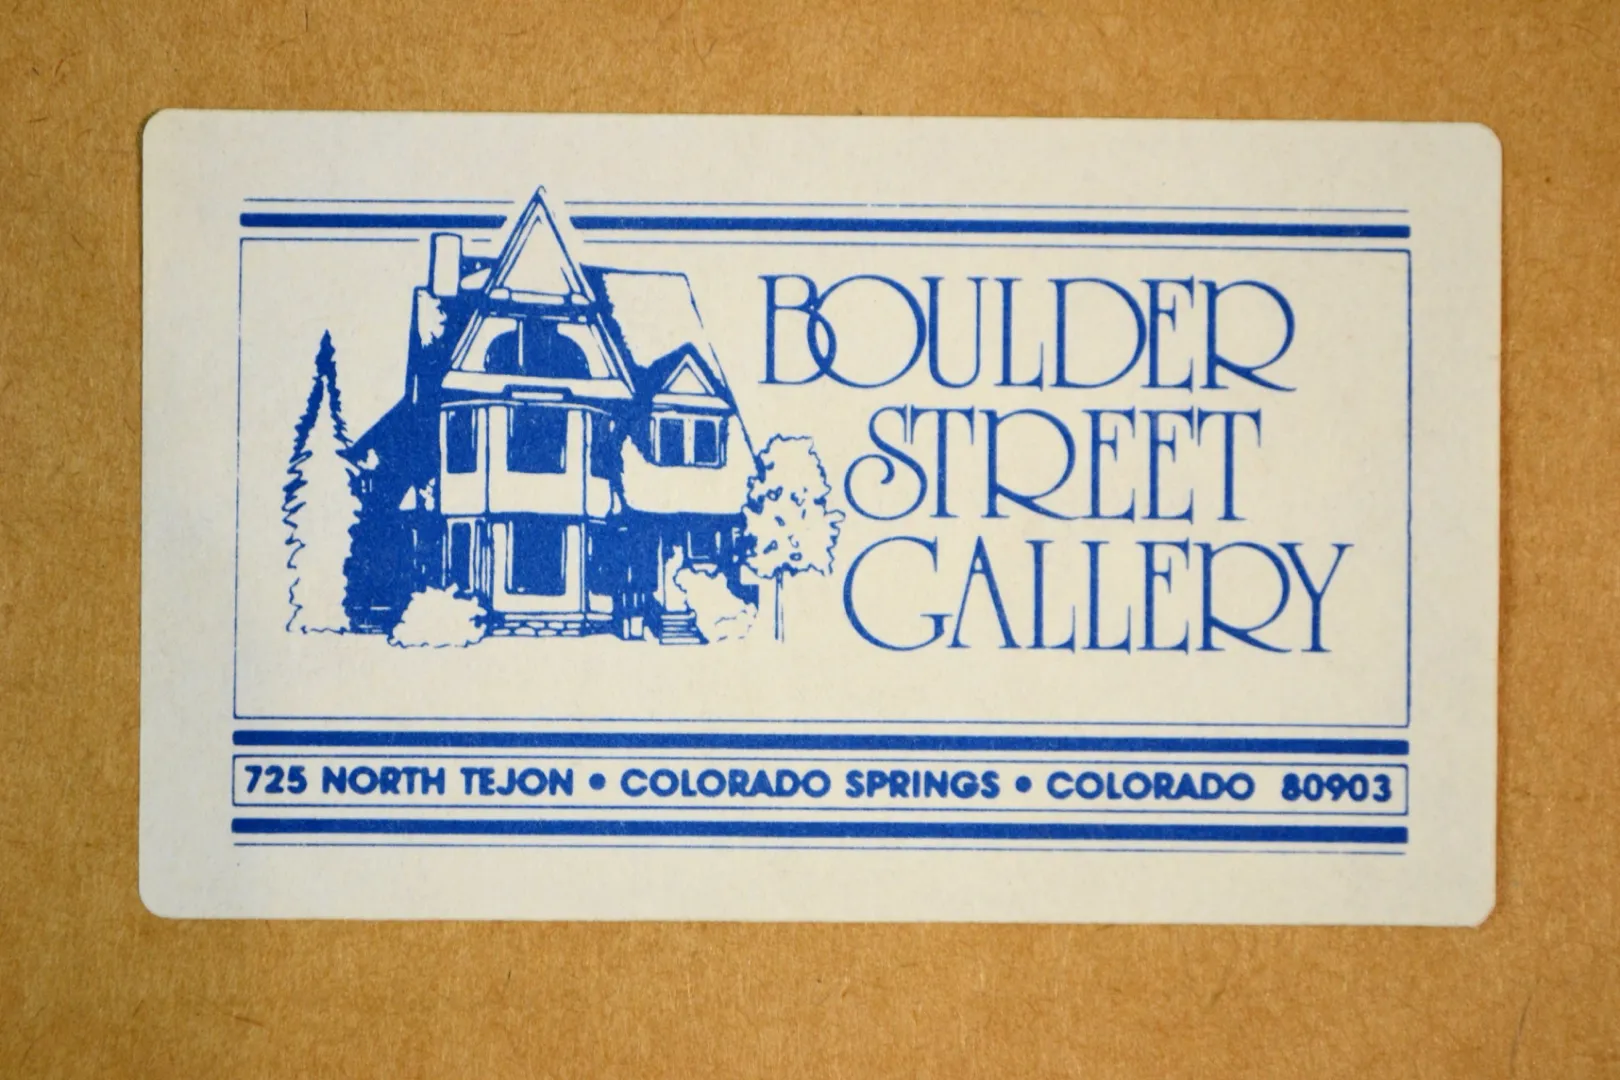 BOULDER
STREET
GALLERY
725 NORTH TEJON • COLORADO SPRINGS • COLORADO 80903